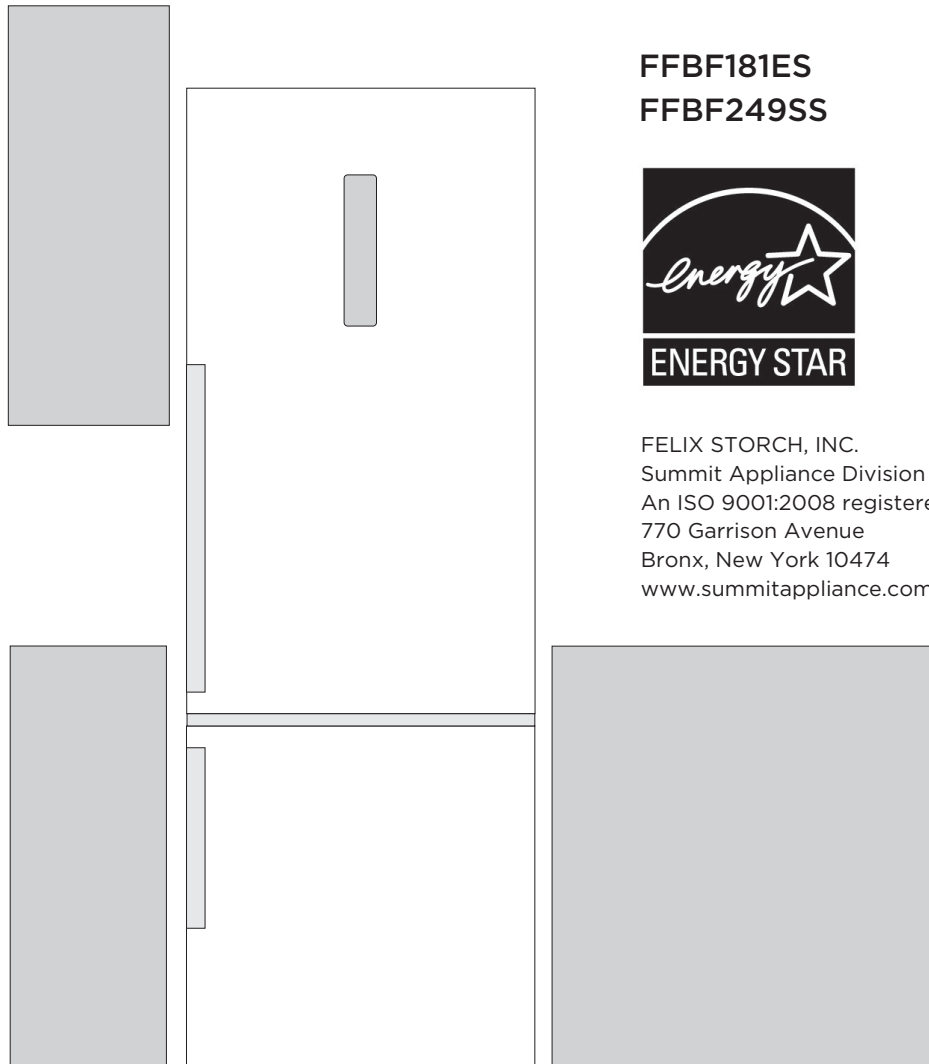 FFBF181ES
FFBF249SS
energy
ENERGY STAR
FELIX STORCH, INC.
Summit Appliance Division
An ISO 9001:2008 registere
770 Garrison Avenue
Bronx, New York 10474
www.summitappliance.com